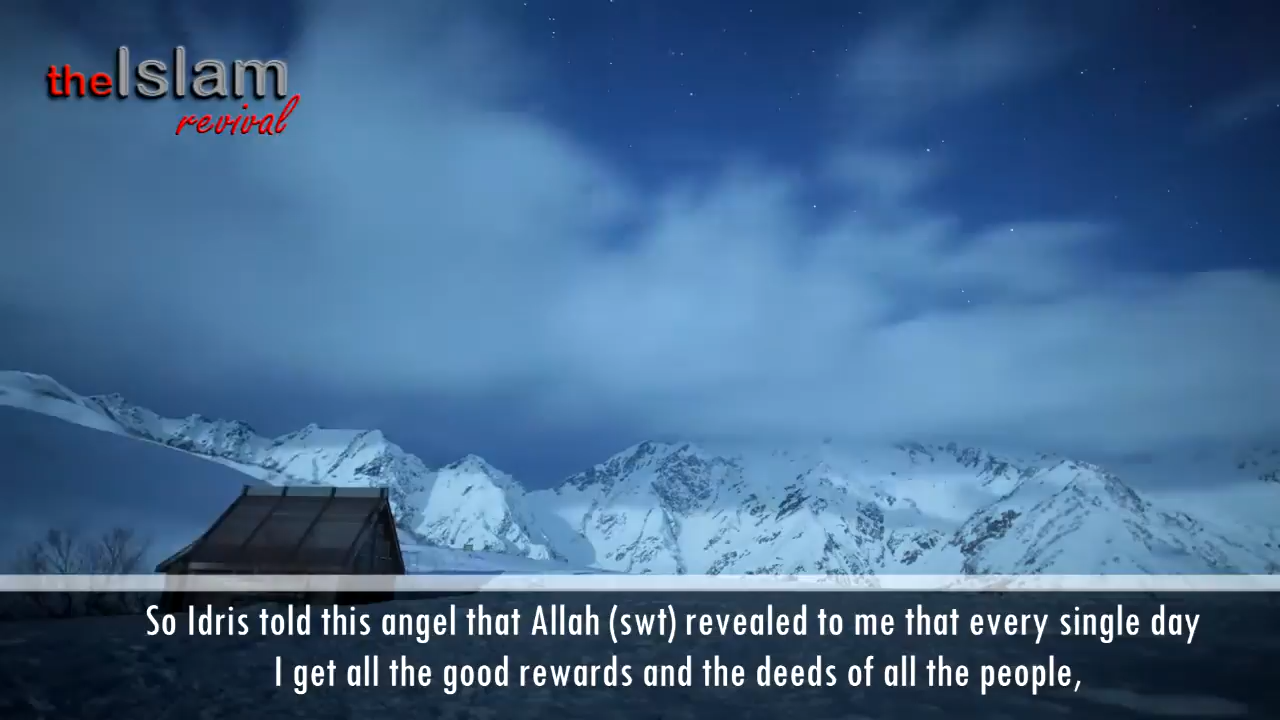 theIslam
revival
So Idris told this angel that Allah (swt) revealed to me that every single day
I get all the good rewards and the deeds of all the people,